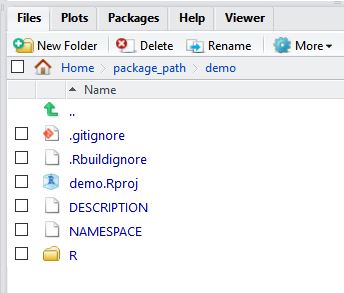 Files Plots Packages Help Viewer
New Folder Delete Rename More
Home package_path demo
Name
..
.gitignore
.Rbuildignore
demo.Rproj
DESCRIPTION
NAMESPACE
R